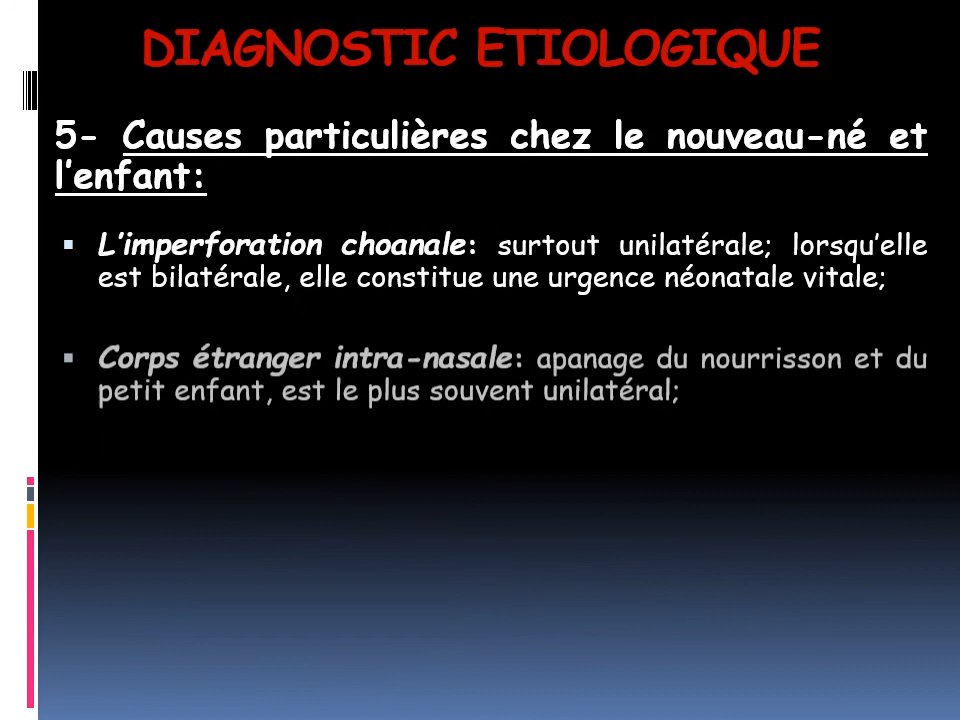 DIAGNOSTIC ETIOLOGIQUE
5- Causes particulières chez le nouveau-né et
l’enfant:
▪ L’imperforation choanale: surtout unilatérale; lorsqu’elle
est bilatérale, elle constitue une urgence néonatale vitale;
▪ Corps étranger intra-nasale: apanage du nourrisson et du
petit enfant, est le plus souvent unilatéral;